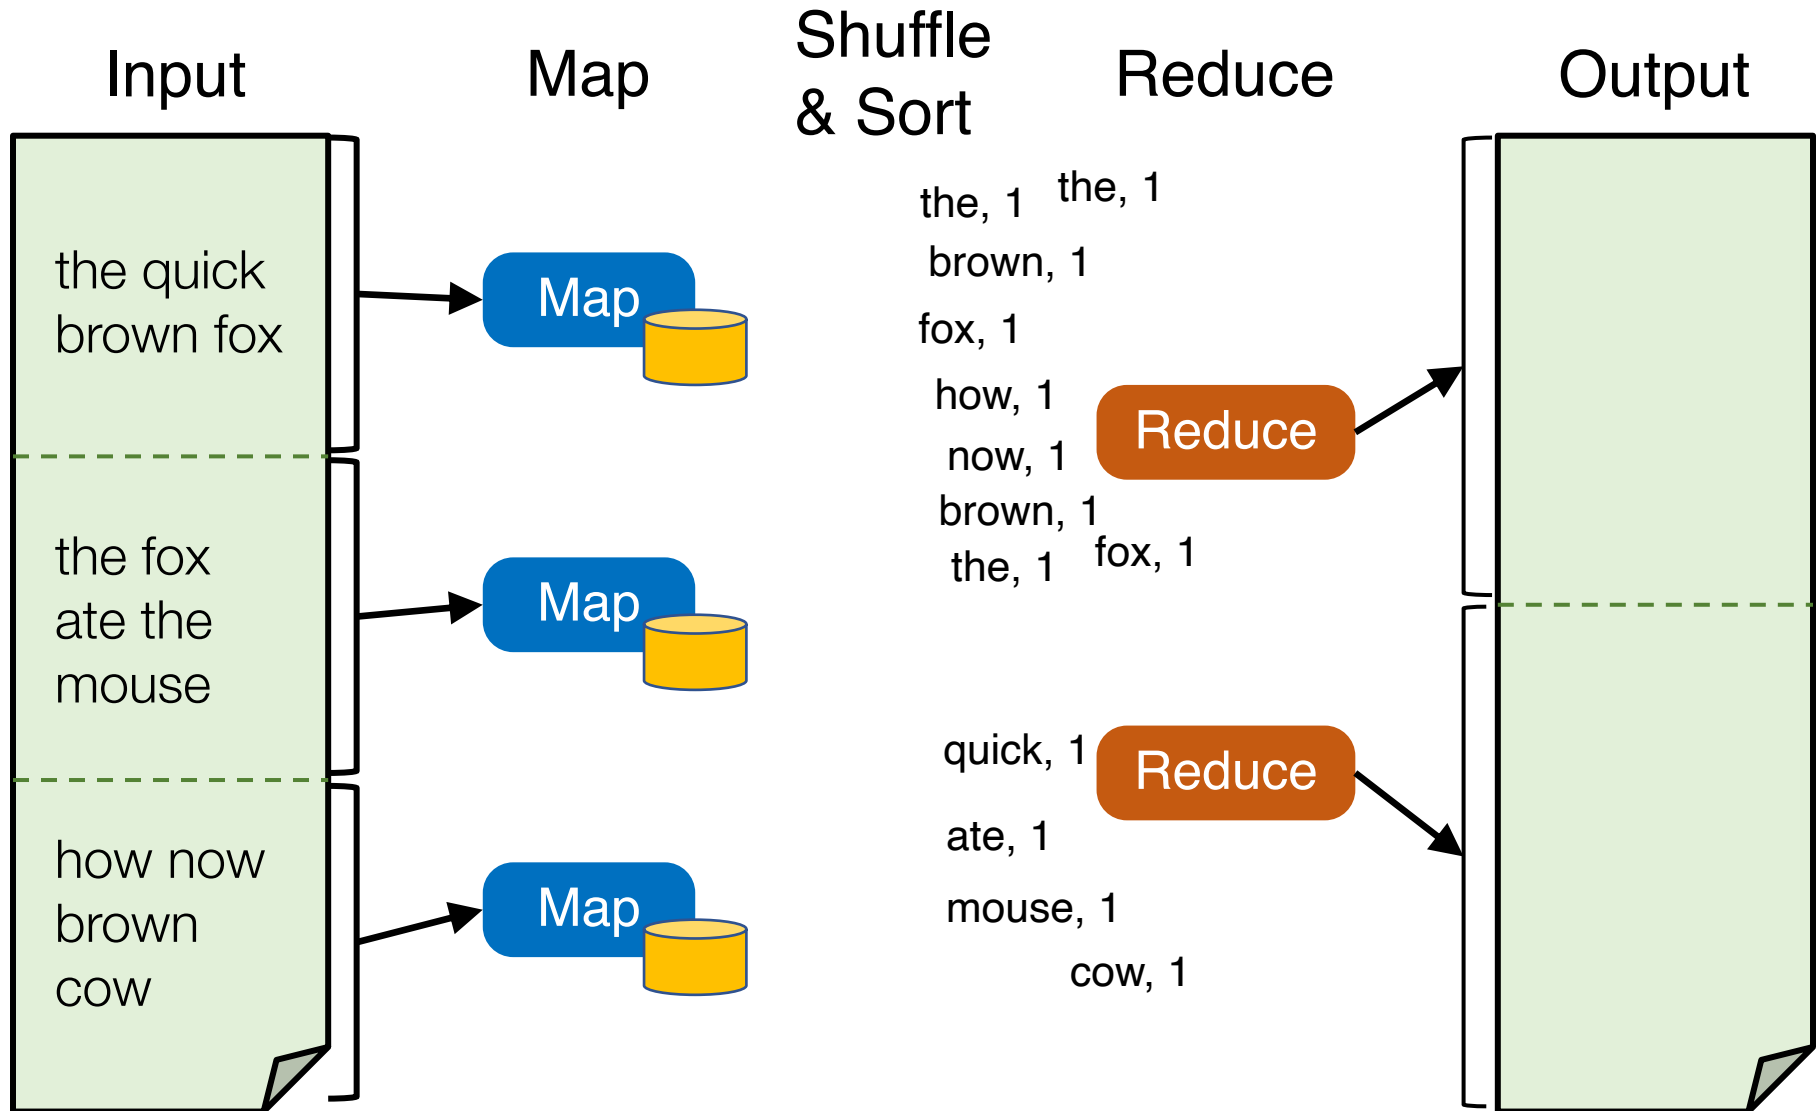 Input
Map
Shuffle
& Sort
Reduce
Output
the quick
brown fox
the fox
ate the
mouse
how now
brown
cow
Map
Map
Map
the, 1
the, 1
brown, 1
fox, 1
how, 1
now, 1
brown, 1
the, 1
fox, 1
Reduce
quick, 1
ate, 1
mouse, 1
cow, 1
Reduce